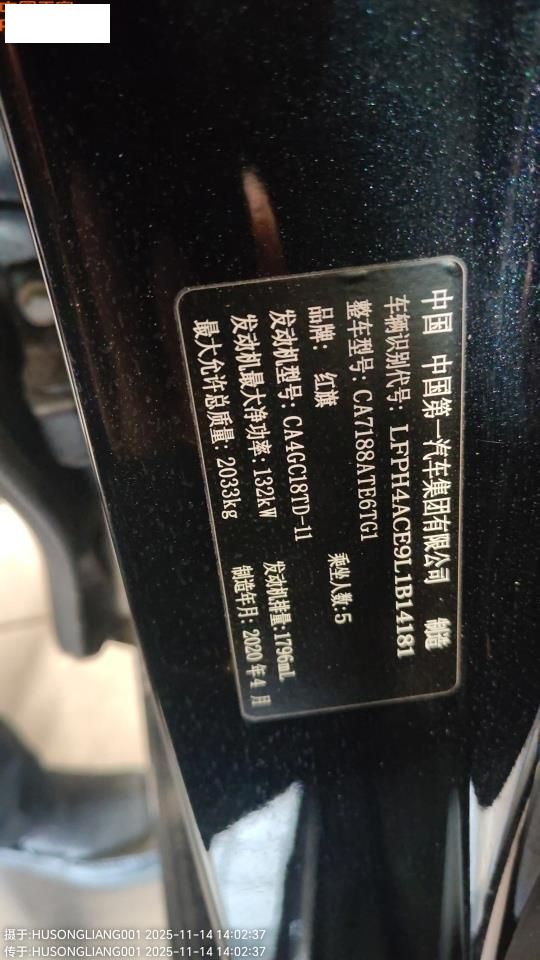 中国 中国第一汽车集团有限公司 制造
车辆识别代号: LFPH4ACE9L1B14181
整车型号: CA7188ATE6TG1
品牌: 红旗 乘坐人数:5
发动机型号: CA4GC18TD-11
发动机最大净功率: 132kW 发动机排量:1796mL
最大允许总质量: 2033kg 制造年月: 2020年4月
摄于:HUSONGLIANG001 2025-11-14 14:02:37
传于:HUSONGLIANG001 2025-11-14 14:02:37